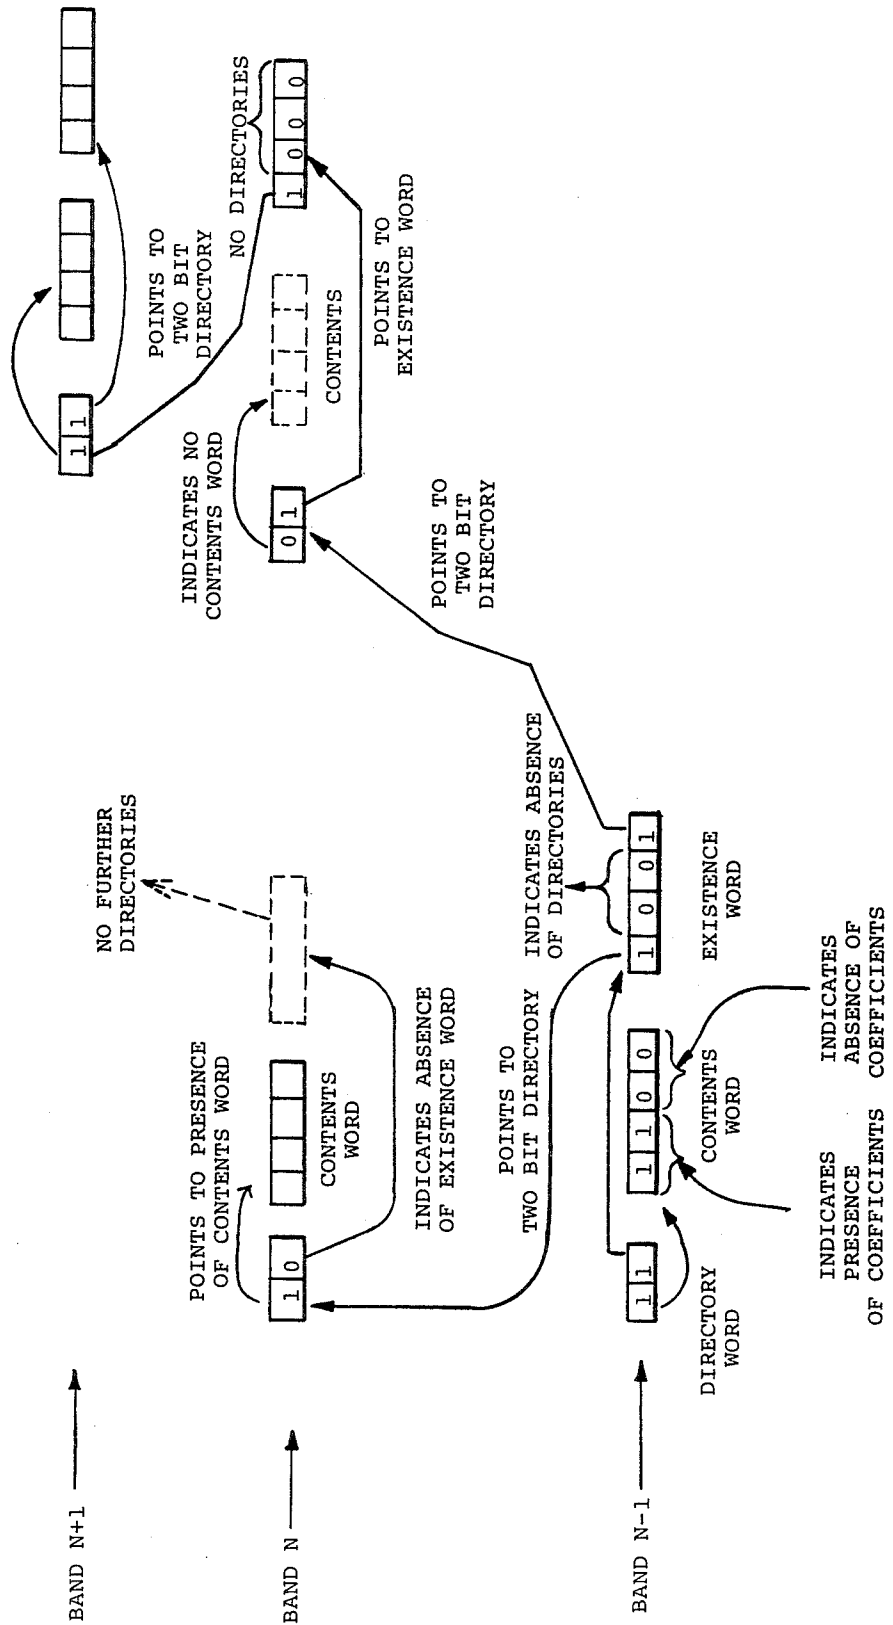 BAND N+1
1 1
NO FURTHER
DIRECTORIES
POINTS TO
TWO BIT
DIRECTORY
POINTS TO PRESENCE
OF CONTENTS WORD
INDICATES NO
CONTENTS WORD
NO DIRECTORIES
BAND N
1 0
0 1
1 0 0 0
CONTENTS
WORD
CONTENTS
INDICATES ABSENCE
OF EXISTENCE WORD
POINTS TO
EXISTENCE WORD
POINTS TO
TWO BIT
DIRECTORY
POINTS TO
TWO BIT DIRECTORY
INDICATES ABSENCE
OF DIRECTORIES
BAND N-1
1 1
1 1 0 0
1 0 0 1
DIRECTORY
WORD
CONTENTS
WORD
EXISTENCE
WORD
INDICATES
PRESENCE
OF COEFFICIENTS
INDICATES
ABSENCE OF
COEFFICIENTS